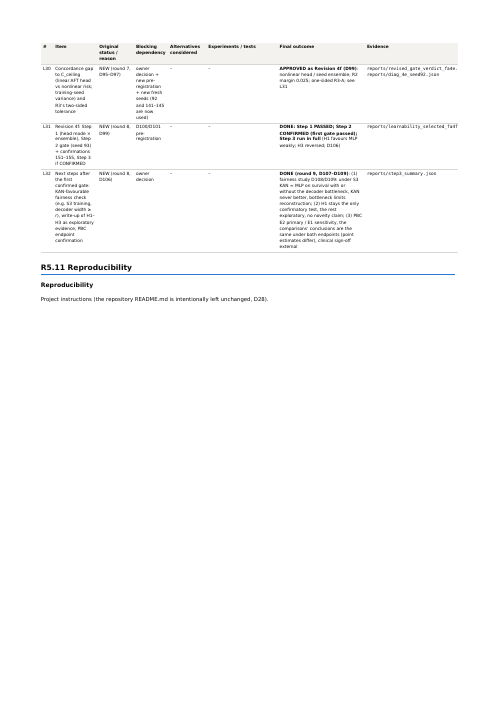 # Item Original status / reason Blocking dependency Alternatives considered Experiments / tests Final outcome Evidence
L30 Concordance gap to C_ceiling (linear AFT head vs nonlinear risk, training-seed variance) and R3's two-sided tolerance
NEW (round 7, D95-D97)
owner decision + new pre-registration + new fresh seeds (92 and 141-145 are now used)
–
–
APPROVED as Revision 4f (D99): nonlinear head / seed ensemble; R2 margin 0.025; one-sided R3-A; see L31
reports/revised_gate_verdict_fa4e.
reports/diag_4e_seed92.json
L31 Revision 4f: Step 1 (head mode × ensemble), Step 2 gate (seed 93) + confirmations 151-155, Step 3 if CONFIRMED
NEW (round 8, D99)
D100/D101 pre-registration
–
–
DONE: Step 1 PASSED; Step 2 CONFIRMED (first gate passed); Step 3 run in full (H1 favours MLP weakly; H3 reversed; D106)
reports/learnability_selected_fa4f
L32 Next steps after the first confirmed gate: KAN-favourable fairness check (e.g. S3 training, decoder width ≥ r), write-up of H1-H3 as exploratory evidence, PBC endpoint confirmation
NEW (round 8, D106)
owner decision
–
–
DONE (round 9, D107-D109): (1) fairness study D108/D109: under S3 KAN ≈ MLP on survival with or without the decoder bottleneck, KAN never better, bottleneck limits reconstruction; (2) H1 stays the only confirmatory test, the rest exploratory, no novelty claim; (3) PBC E2 primary / E1 sensitivity, the comparisons' conclusions are the same under both endpoints (point estimates differ), clinical sign-off external
reports/step3_summary.json
R5.11 Reproducibility
Reproducibility
Project instructions (the repository README.md is intentionally left unchanged, D28).